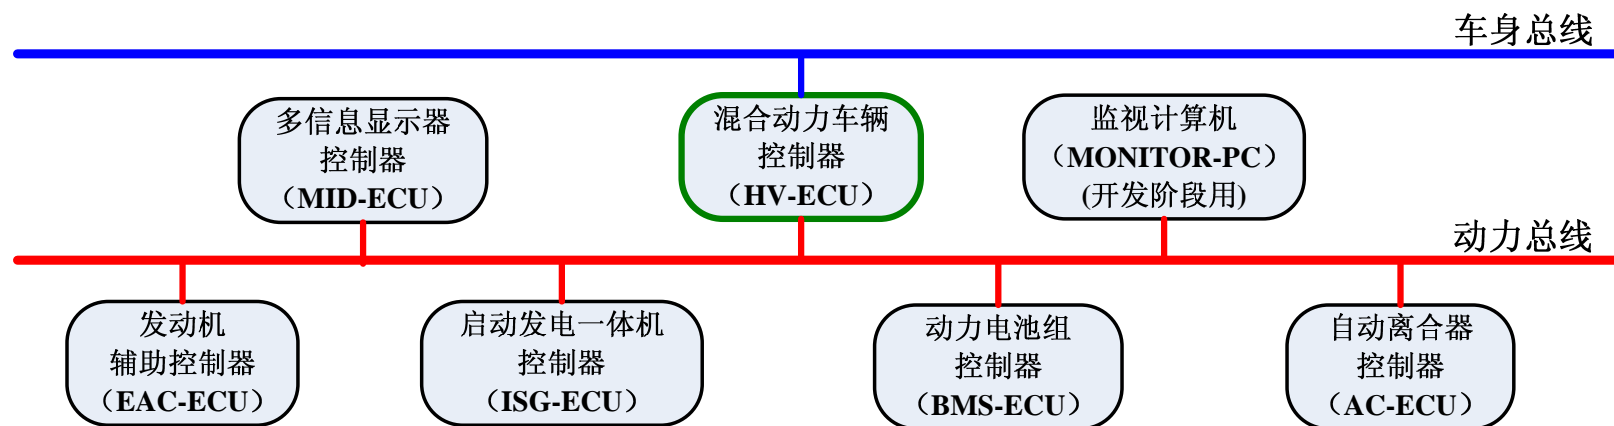 车身总线
多信息显示器
控制器
（MID-ECU）
混合动力车辆
控制器
（HV-ECU）
监视计算机
（MONITOR-PC）
(开发阶段用)
动力总线
发动机
辅助控制器
（EAC-ECU）
启动发电一体机
控制器
（ISG-ECU）
动力电池组
控制器
（BMS-ECU）
自动离合器
控制器
（AC-ECU）